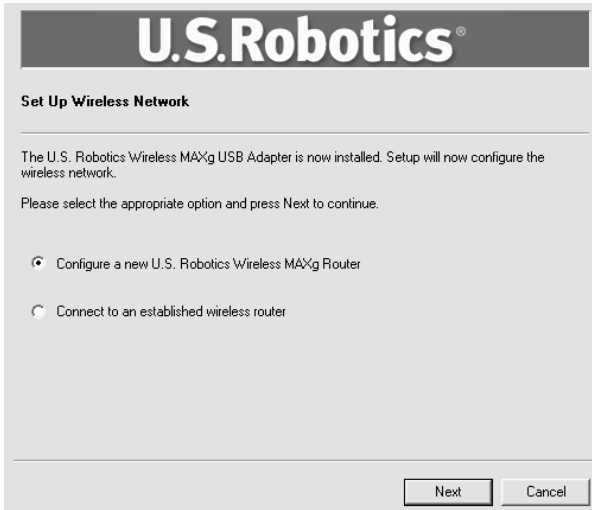 U.S.Robotics®
Set Up Wireless Network
The U.S. Robotics Wireless MAXg USB Adapter is now installed. Setup will now configure the
wireless network.
Please select the appropriate option and press Next to continue.
Configure a new U.S. Robotics Wireless MAXg Router
Connect to an established wireless router
Next Cancel